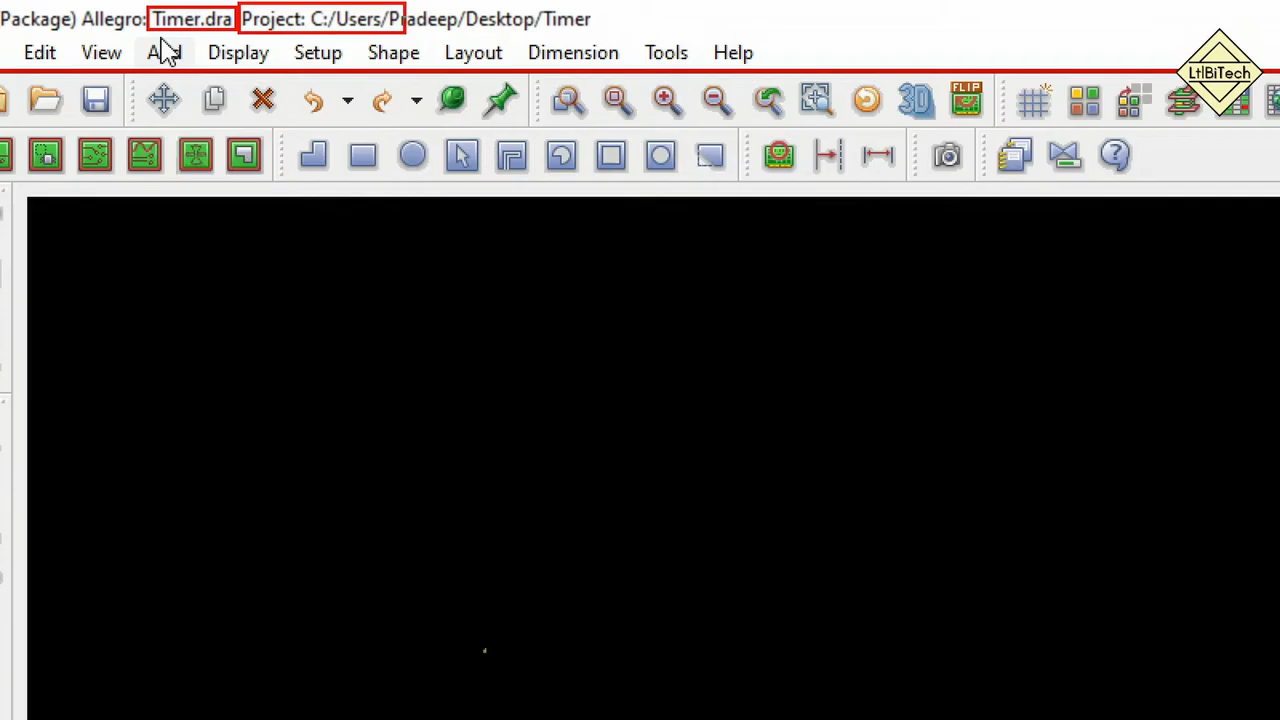 Package) Allegro: Timer.dra Project: C:/Users/Pradeep/Desktop/Timer
Edit View Add Display Setup Shape Layout Dimension Tools Help
LtlBiTech
3D
FLIP